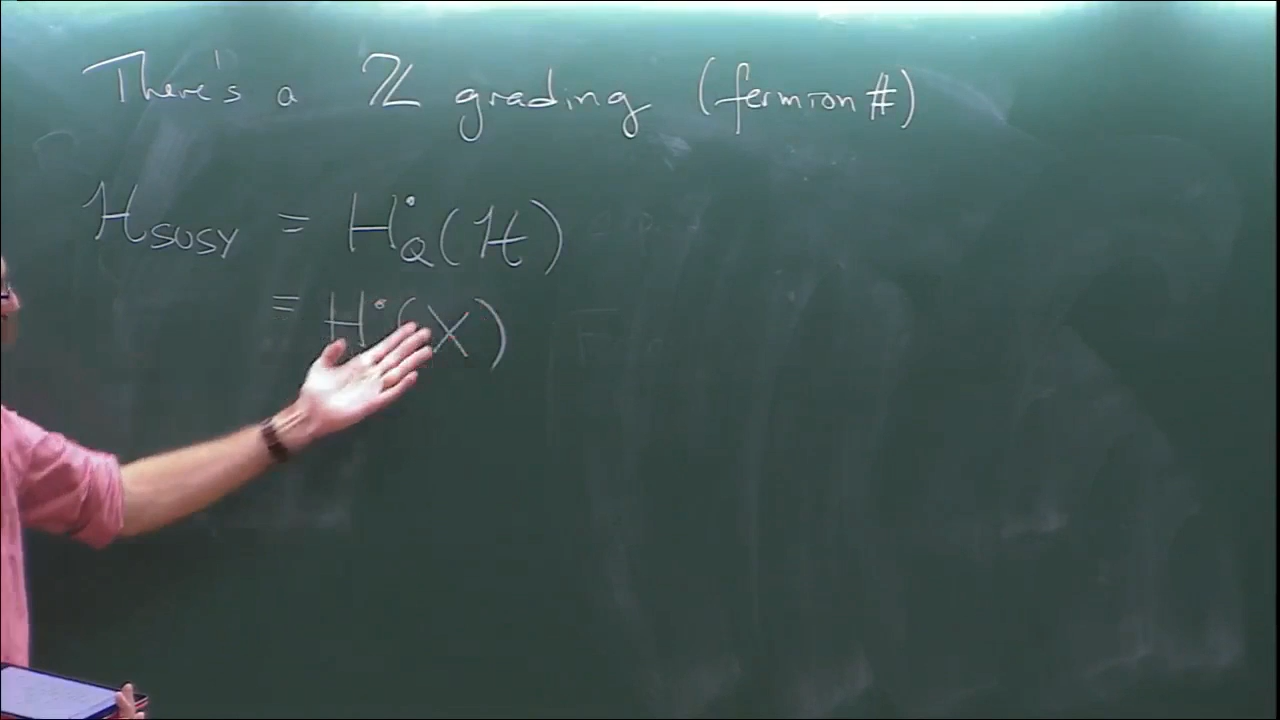 There's a ℤ grading (fermion #)
ℋ_SUSY = H^•_Q(ℋ)
= H^•(X)